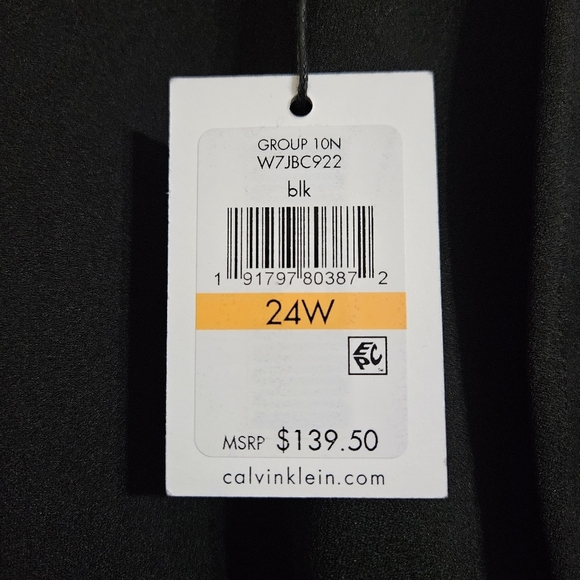 GROUP 10N
W7JBC922
blk
1 91797 80387 2
24W
EPC
MSRP $139.50
calvinklein.com